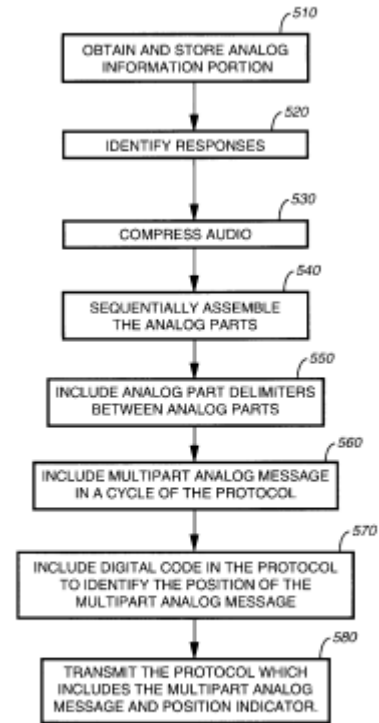 510
OBTAIN AND STORE ANALOG
INFORMATION PORTION
520
IDENTIFY RESPONSES
530
COMPRESS AUDIO
540
SEQUENTIALLY ASSEMBLE
THE ANALOG PARTS
550
INCLUDE ANALOG PART DELIMITERS
BETWEEN ANALOG PARTS
560
INCLUDE MULTIPART ANALOG MESSAGE
IN A CYCLE OF THE PROTOCOL
570
INCLUDE DIGITAL CODE IN THE PROTOCOL
TO IDENTIFY THE POSITION OF THE
MULTIPART ANALOG MESSAGE
580
TRANSMIT THE PROTOCOL WHICH
INCLUDES THE MULTIPART ANALOG
MESSAGE AND POSITION INDICATOR.